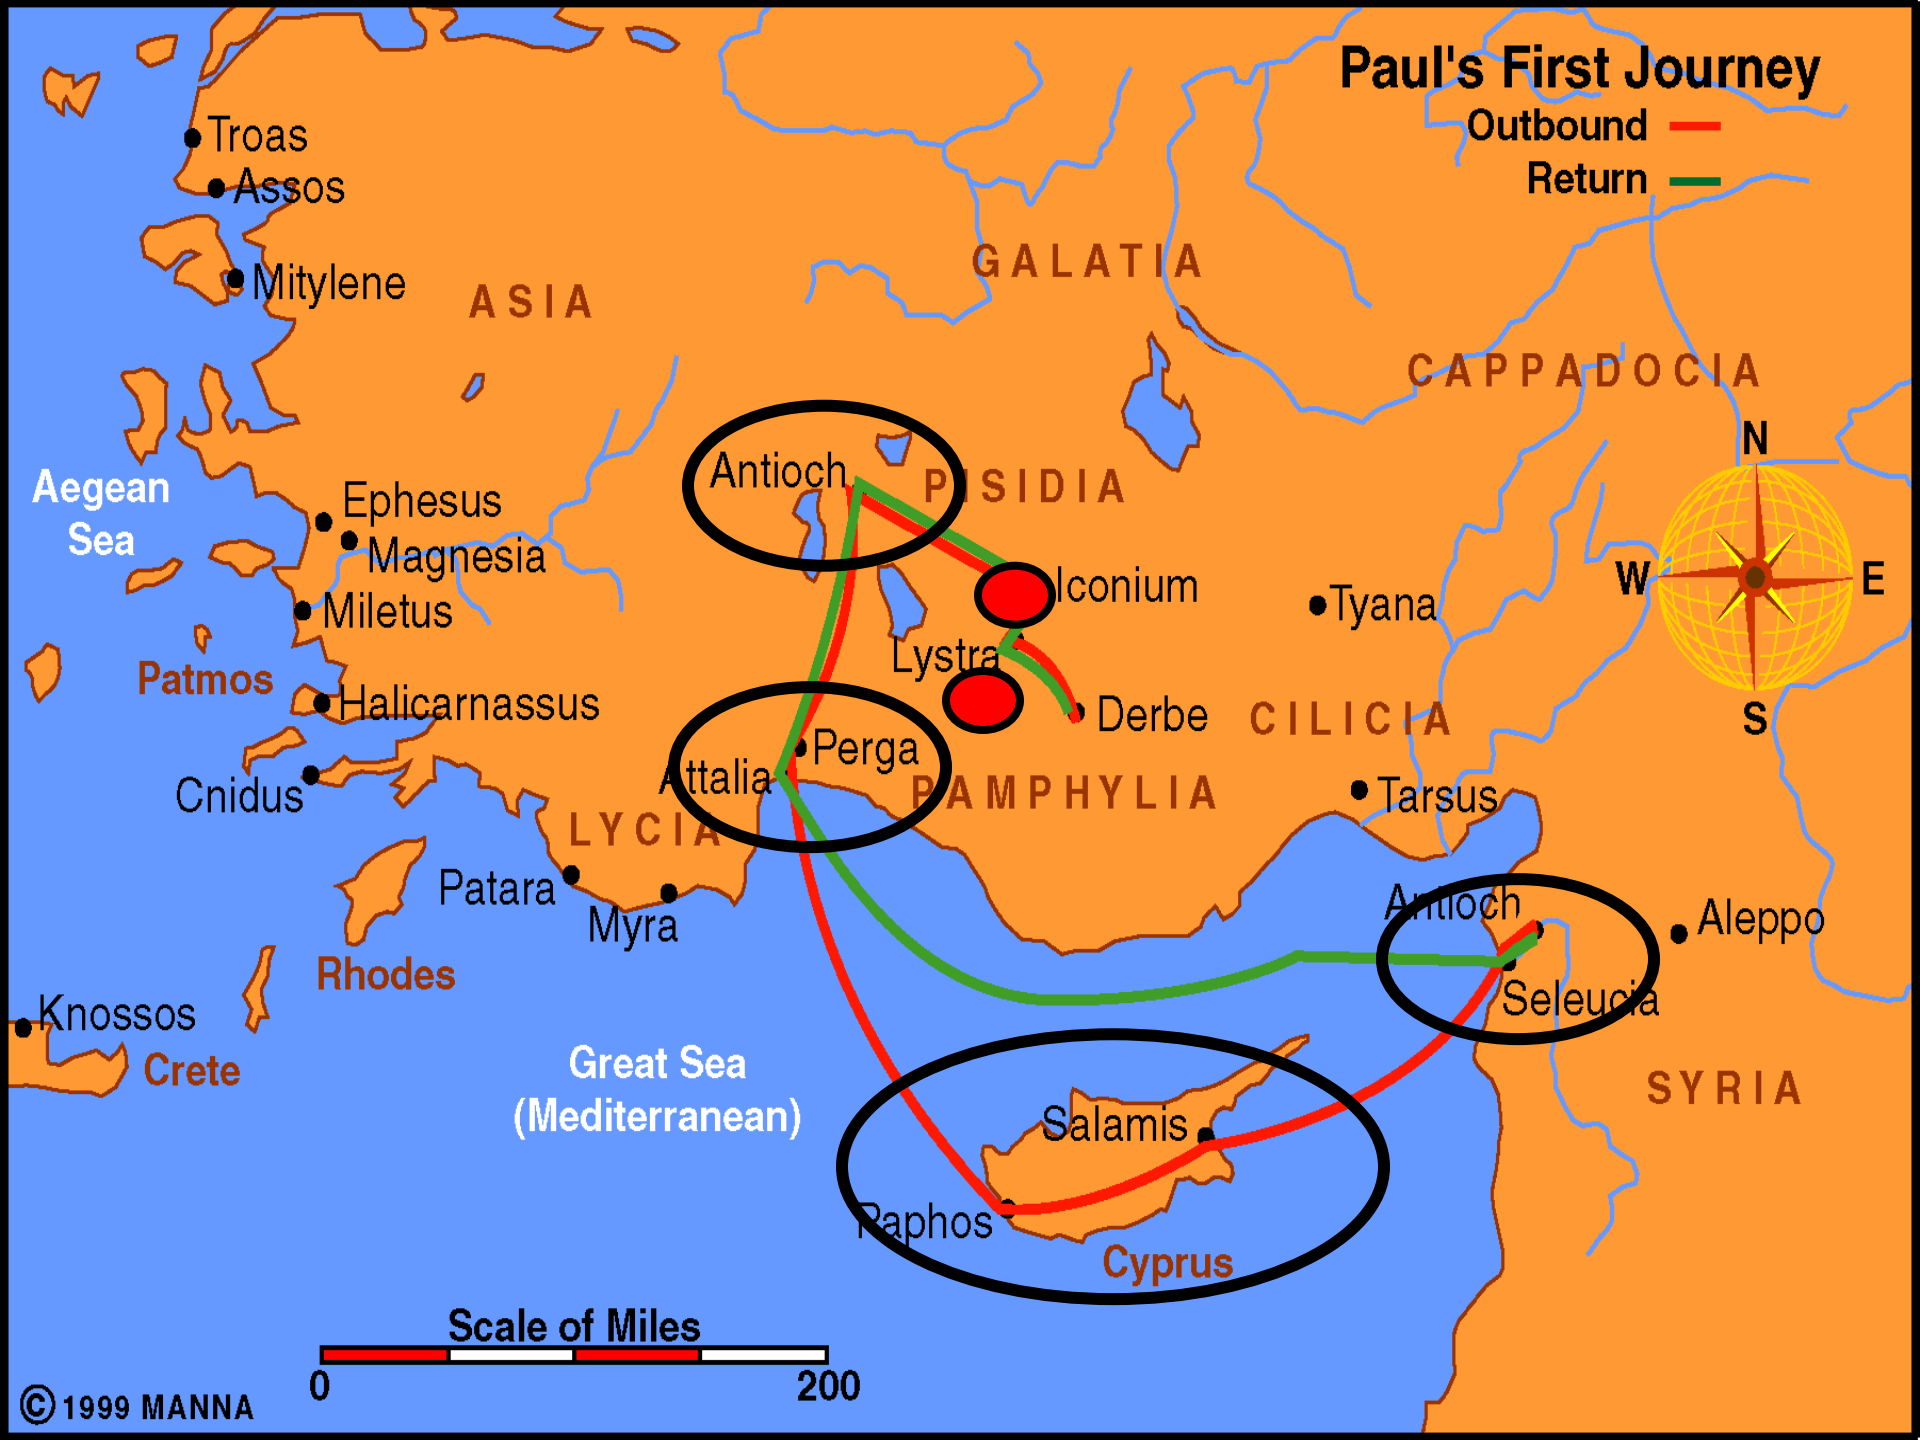 Paul's First Journey
Outbound
Return
Troas
Assos
Mitylene
ASIA
GALATIA
CAPPADOCIA
N
Antioch
PISIDIA
Aegean
Sea
Ephesus
Magnesia
Iconium
W
E
Tyana
Miletus
Lystra
Patmos
Halicarnassus
Derbe
CILICIA
S
Perga
Attalia
PAMPHYLIA
Cnidus
Tarsus
LYCIA
Patara
Myra
Antioch
Aleppo
Rhodes
Seleucia
Knossos
Crete
Great Sea
(Mediterranean)
SYRIA
Salamis
Paphos
Cyprus
Scale of Miles
0
200
© 1999 MANNA